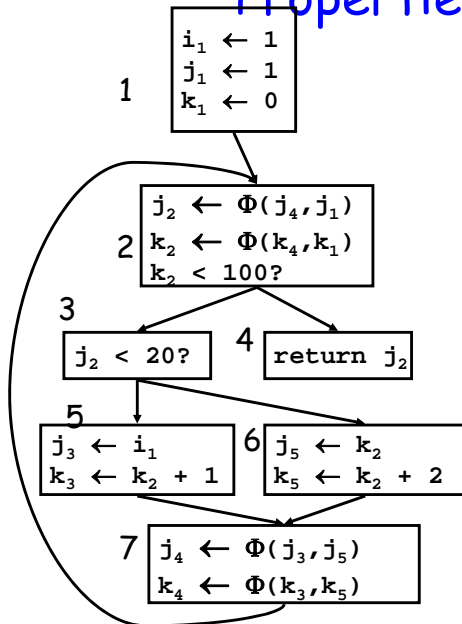 Propertie
i₁ ← 1
j₁ ← 1
k₁ ← 0
1
j₂ ← Φ(j₄,j₁)
k₂ ← Φ(k₄,k₁)
k₂ < 100?
2
3
j₂ < 20?
4
return j₂
5
j₃ ← i₁
k₃ ← k₂ + 1
6
j₅ ← k₂
k₅ ← k₂ + 2
7
j₄ ← Φ(j₃,j₅)
k₄ ← Φ(k₃,k₅)